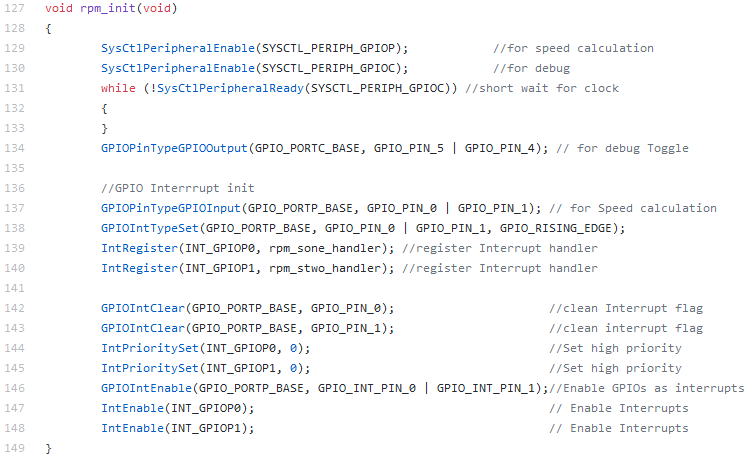 127 void rpm_init(void)
128 {
129 SysCtlPeripheralEnable(SYSCTL_PERIPH_GPIOP); //for speed calculation
130 SysCtlPeripheralEnable(SYSCTL_PERIPH_GPIOC); //for debug
131 while (!SysCtlPeripheralReady(SYSCTL_PERIPH_GPIOC)) //short wait for clock
132 {
133 }
134 GPIOPinTypeGPIOOutput(GPIO_PORTC_BASE, GPIO_PIN_5 | GPIO_PIN_4); // for debug Toggle
135
136 //GPIO Interrrupt init
137 GPIOPinTypeGPIOInput(GPIO_PORTP_BASE, GPIO_PIN_0 | GPIO_PIN_1); // for Speed calculation
138 GPIOIntTypeSet(GPIO_PORTP_BASE, GPIO_PIN_0 | GPIO_PIN_1, GPIO_RISING_EDGE);
139 IntRegister(INT_GPIOP0, rpm_sone_handler); //register Interrupt handler
140 IntRegister(INT_GPIOP1, rpm_stwo_handler); //register Interrupt handler
141
142 GPIOIntClear(GPIO_PORTP_BASE, GPIO_PIN_0); //clean Interrupt flag
143 GPIOIntClear(GPIO_PORTP_BASE, GPIO_PIN_1); //clean interrupt flag
144 IntPrioritySet(INT_GPIOP0, 0); //Set high priority
145 IntPrioritySet(INT_GPIOP1, 0); //Set high priority
146 GPIOIntEnable(GPIO_PORTP_BASE, GPIO_INT_PIN_0 | GPIO_INT_PIN_1);//Enable GPIOs as interrupts
147 IntEnable(INT_GPIOP0); // Enable Interrupts
148 IntEnable(INT_GPIOP1); // Enable Interrupts
149 }